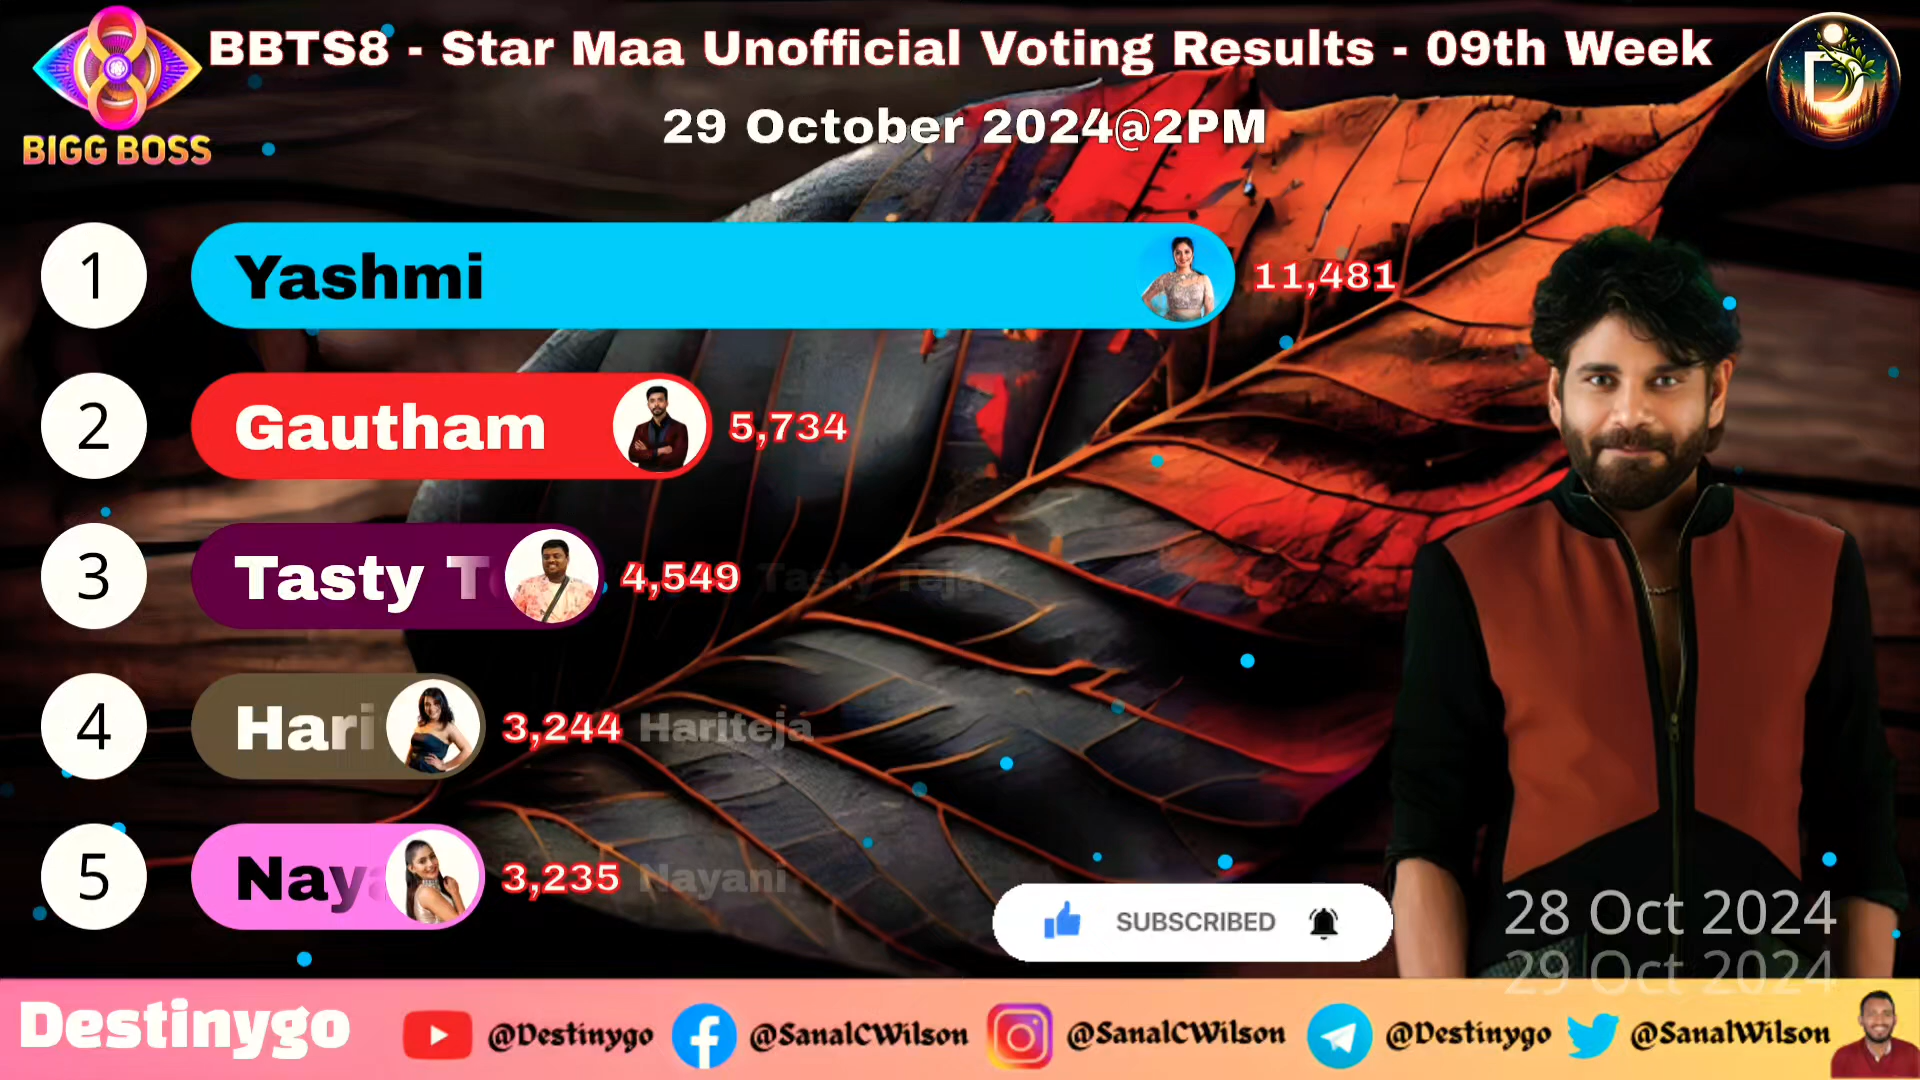 BBTS8 - Star Maa Unofficial Voting Results - 09th Week
29 October 2024@2PM
BIGG BOSS
1 Yashmi 11,481
2 Gautham 5,734
3 Tasty T 4,549 Tasty Teja
4 Hari 3,244 Hariteja
5 Naya 3,235 Nayani
SUBSCRIBED
28 Oct 2024
29 Oct 2024
Destinygo @Destinygo @SanalCWilson @SanalCWilson @Destinygo @SanalWilson